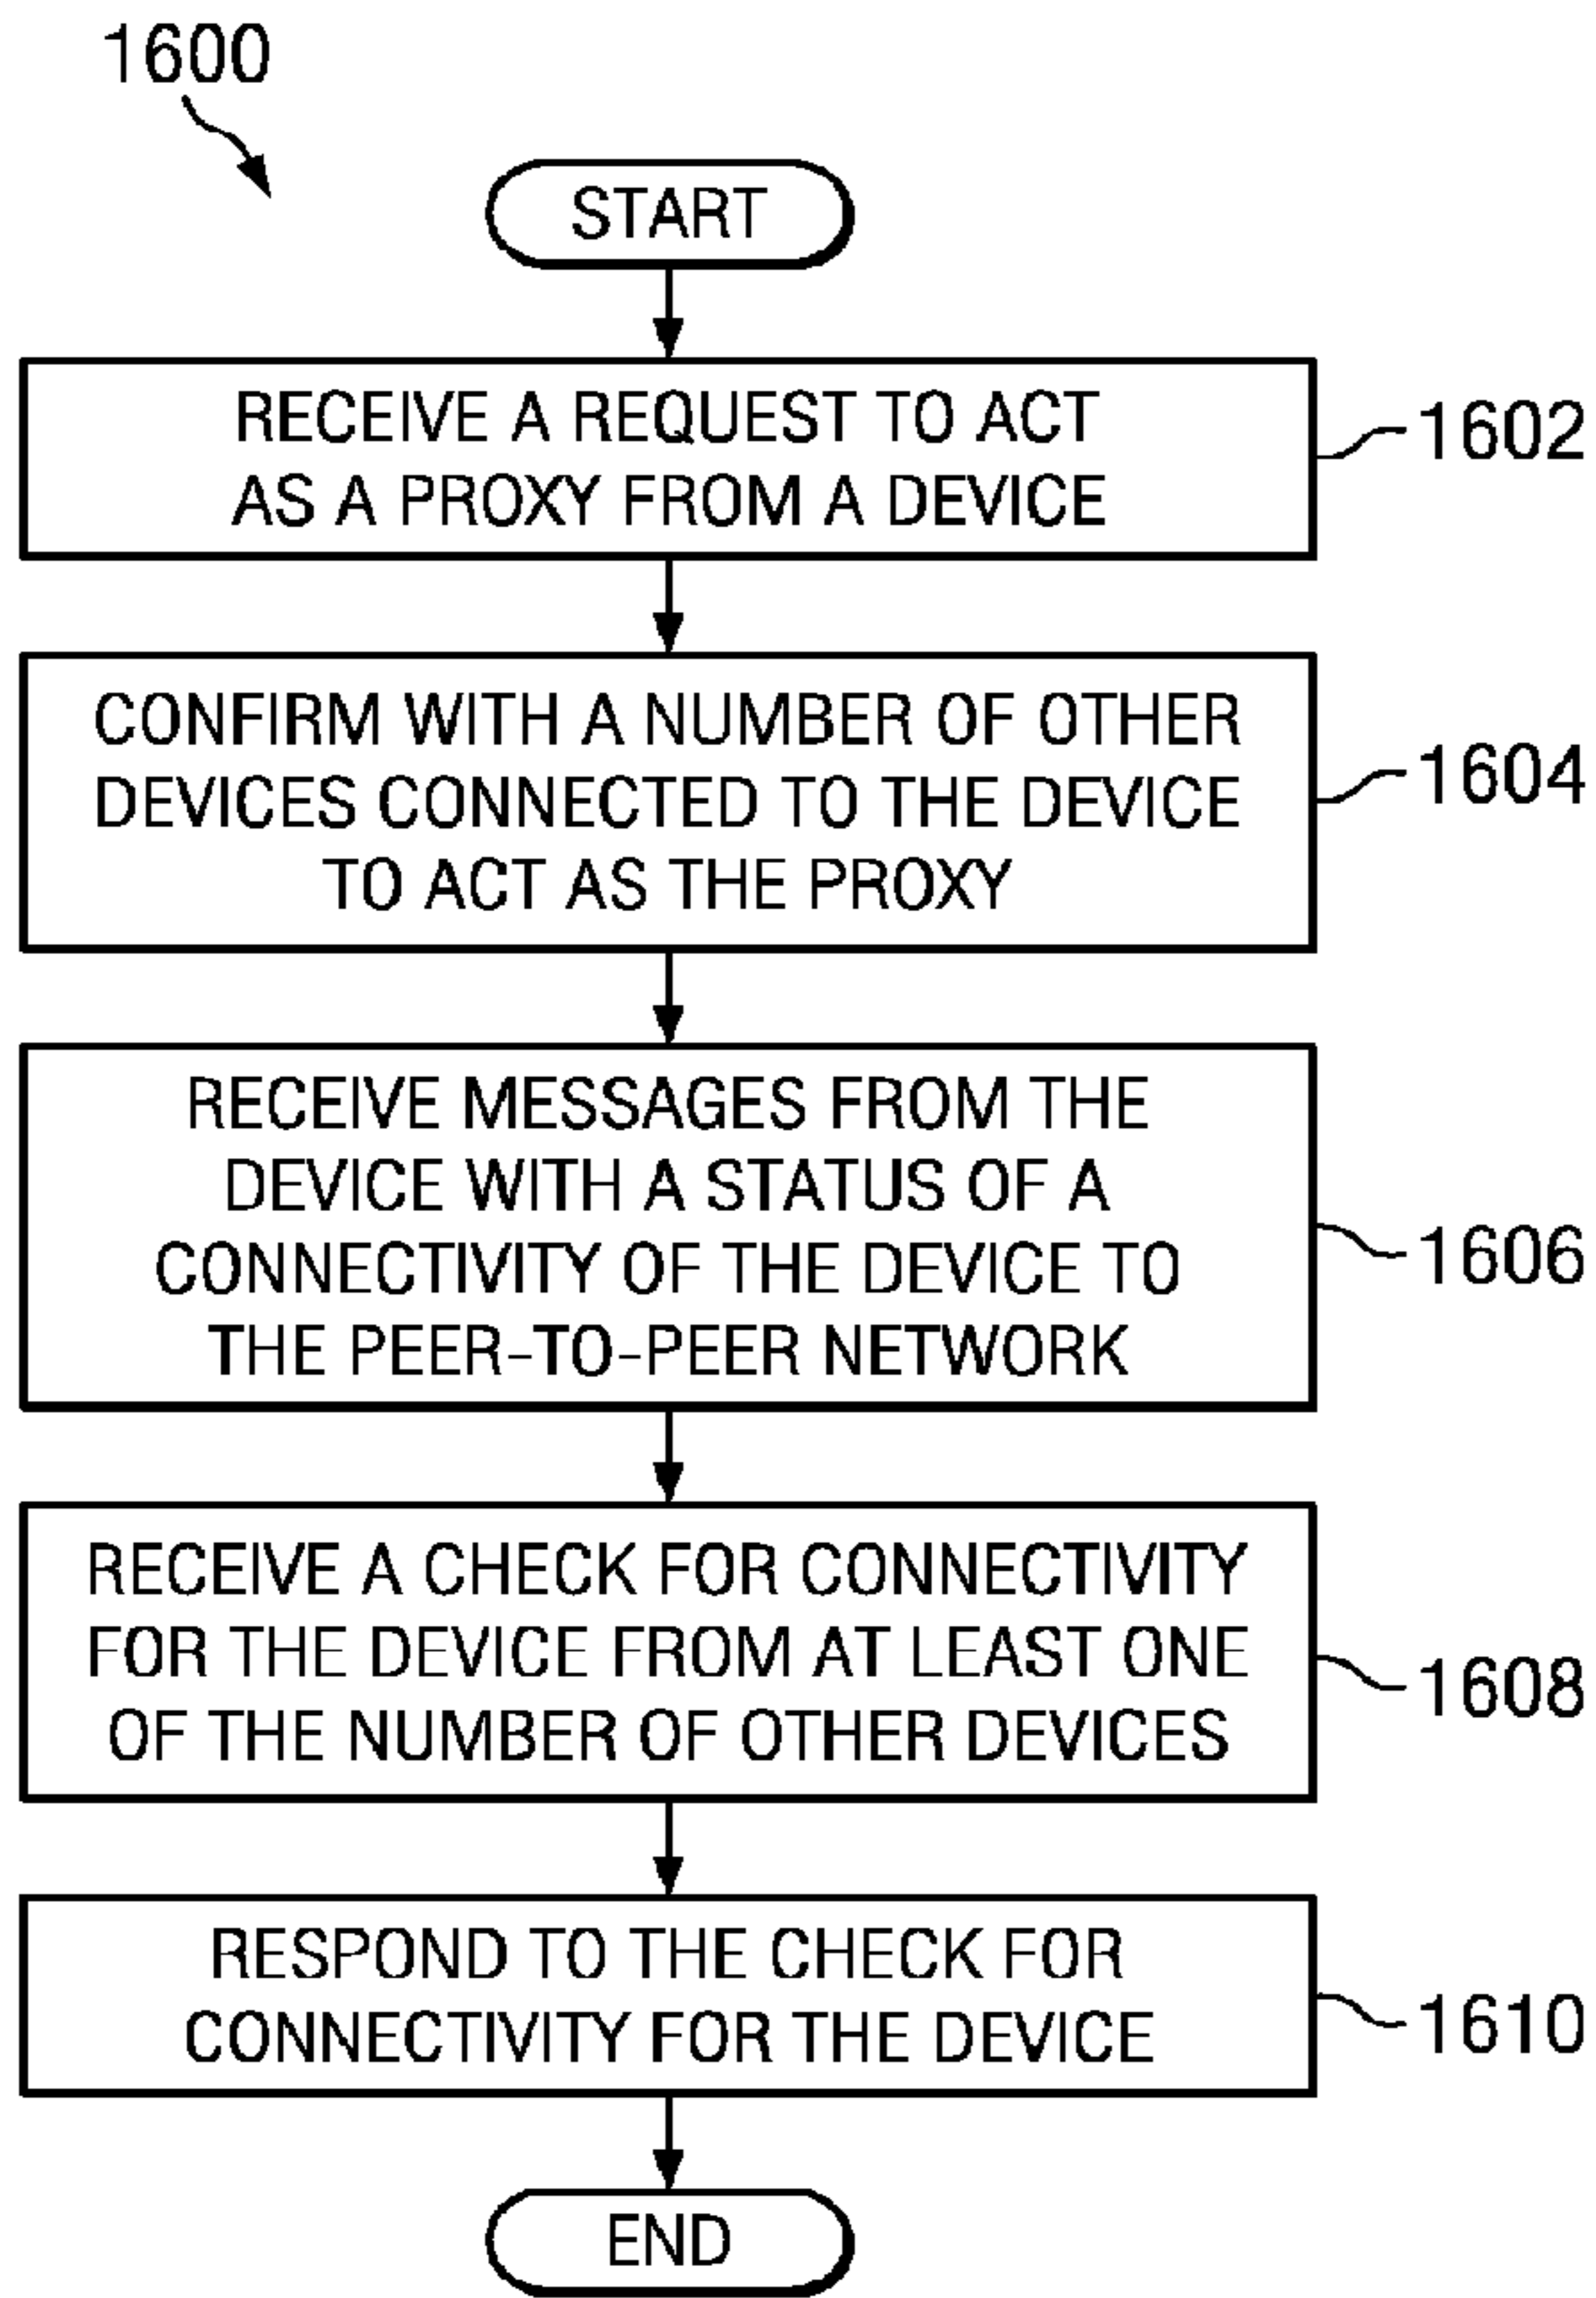 1600
START
RECEIVE A REQUEST TO ACT
AS A PROXY FROM A DEVICE
1602
CONFIRM WITH A NUMBER OF OTHER
DEVICES CONNECTED TO THE DEVICE
TO ACT AS THE PROXY
1604
RECEIVE MESSAGES FROM THE
DEVICE WITH A STATUS OF A
CONNECTIVITY OF THE DEVICE TO
THE PEER-TO-PEER NETWORK
1606
RECEIVE A CHECK FOR CONNECTIVITY
FOR THE DEVICE FROM AT LEAST ONE
OF THE NUMBER OF OTHER DEVICES
1608
RESPOND TO THE CHECK FOR
CONNECTIVITY FOR THE DEVICE
1610
END